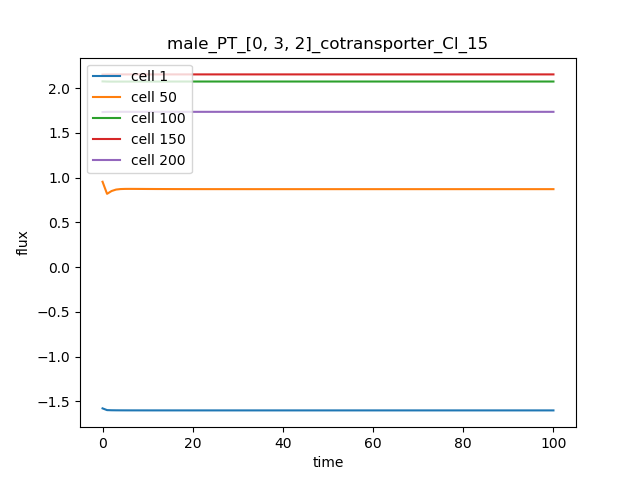 male_PT_[0, 3, 2]_cotransporter_Cl_15
cell 1
cell 50
cell 100
cell 150
cell 200
2.0
1.5
1.0
0.5
0.0
−0.5
−1.0
−1.5
flux
0 20 40 60 80 100
time